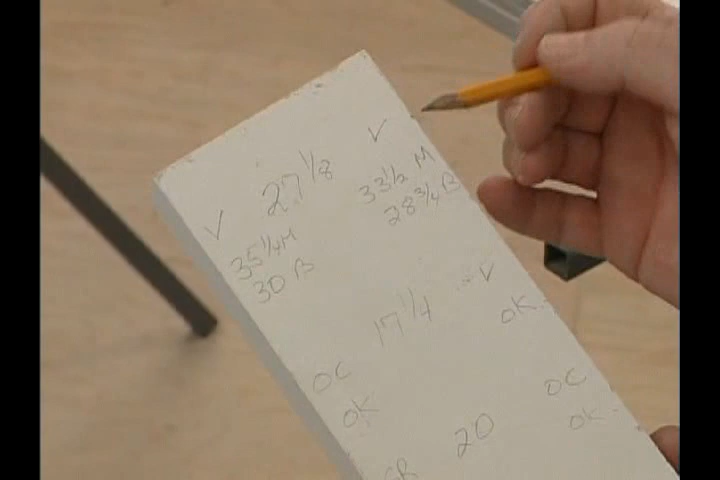 27 1/8
35 1/4 M
30 B
33 1/2 M
28 3/4 B
17 1/4
OK
OC
OK
OC
OK
20